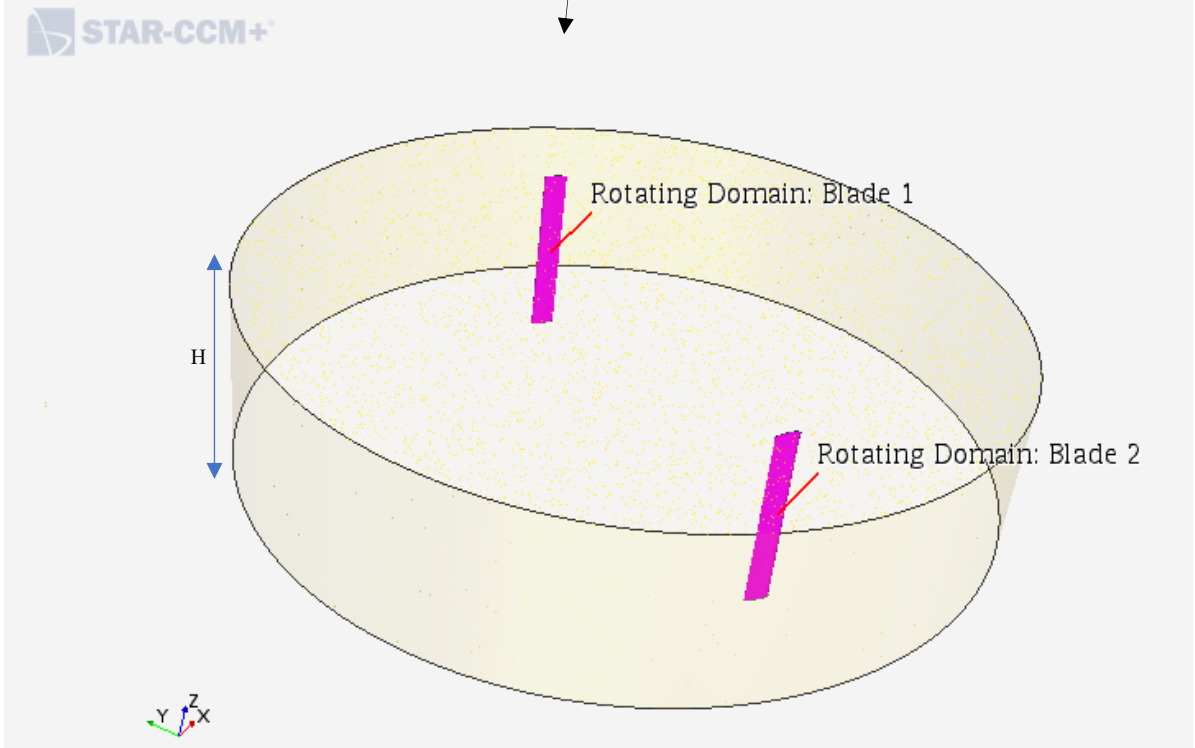 STAR-CCM+
Rotating Domain: Blade 1
H
Rotating Domain: Blade 2
Z
Y X